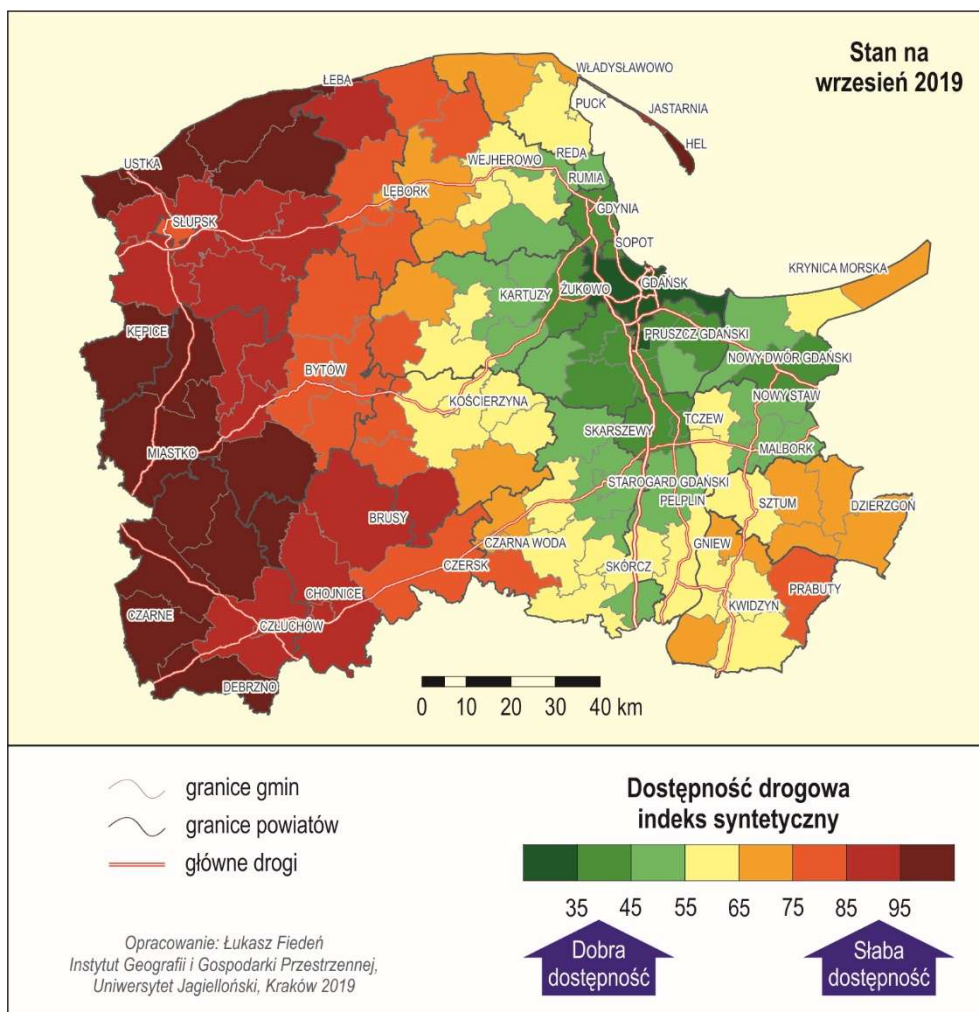 Stan na
wrzesień 2019
WŁADYSŁAWOWO
ŁEBA
PUCK
JASTARNIA
HEL
USTKA
WEJHEROWO
REDA
RUMIA
LĘBORK
GDYNIA
SŁUPSK
SOPOT
KRYNICA MORSKA
GDAŃSK
KARTUZY
ŻUKOWO
KĘPICE
PRUSZCZ GDAŃSKI
NOWY DWÓR GDAŃSKI
BYTÓW
NOWY STAW
KOŚCIERZYNA
TCZEW
SKARSZEWY
MALBORK
MIASTKO
STAROGARD GDAŃSKI
PELPLIN
SZTUM
DZIERZGOŃ
BRUSY
CZARNA WODA
GNIEW
CZERSK
SKÓRCZ
PRABUTY
CHOJNICE
KWIDZYN
CZARNE
CZŁUCHÓW
DEBRZNO
0 10 20 30 40 km
granice gmin
granice powiatów
główne drogi
Opracowanie: Łukasz Fiedeń
Instytut Geografii i Gospodarki Przestrzennej,
Uniwersytet Jagielloński, Kraków 2019
Dostępność drogowa
indeks syntetyczny
35 45 55 65 75 85 95
Dobra
dostępność
Słaba
dostępność